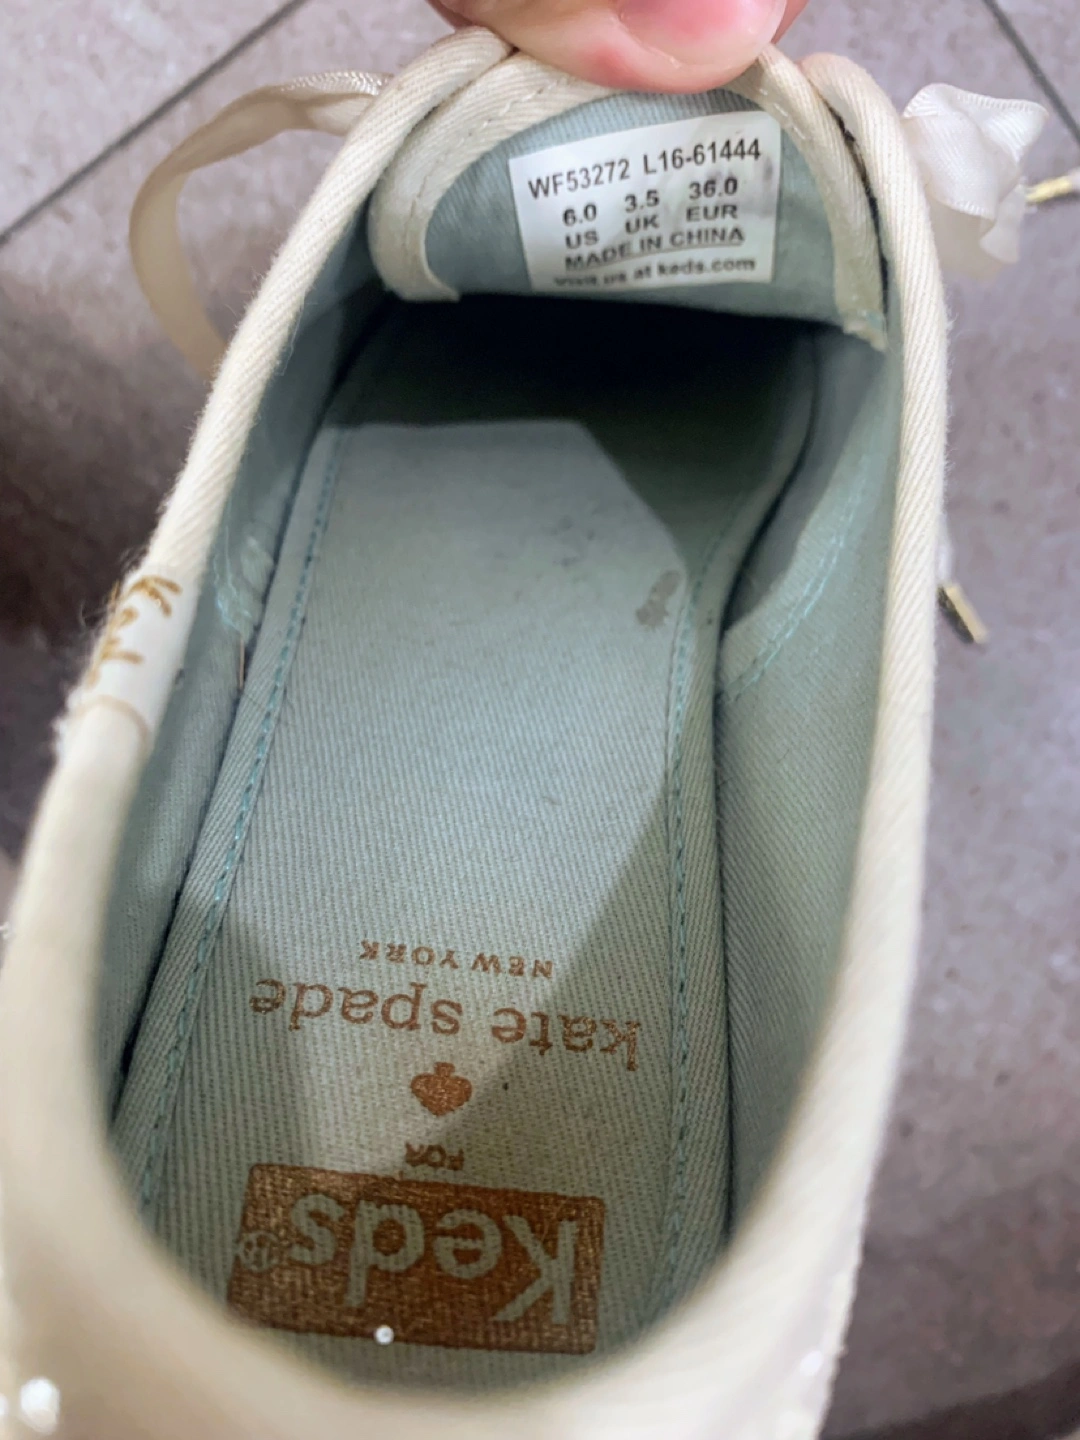 WF53272 L16-61444
6.0 3.5 36.0
US UK EUR
MADE IN CHINA
Visit us at keds.com
Keds
kate spade
NEW YORK
FOR
Keds®